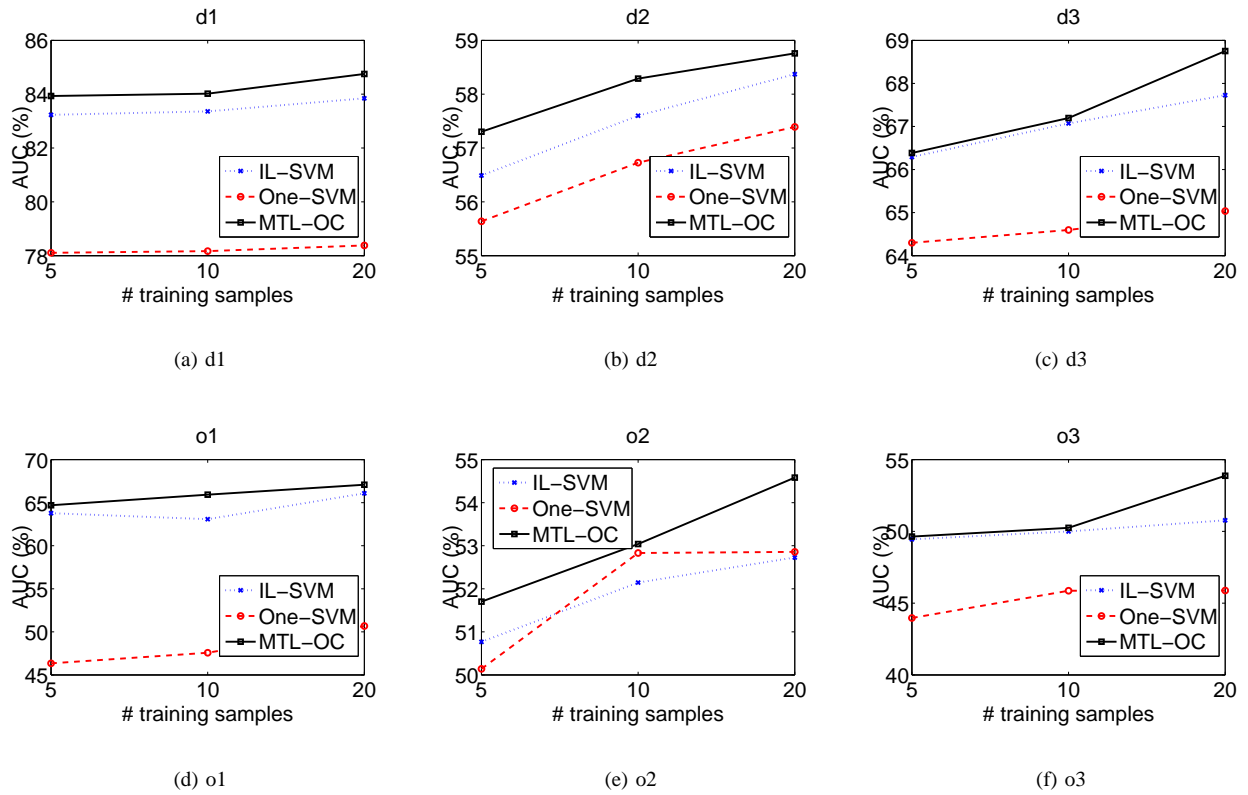 d1
86
84
82
80
78
AUC (%)
5
10
20
# training samples
IL−SVM
One−SVM
MTL−OC
(a) d1
d2
59
58
57
56
55
AUC (%)
5
10
20
# training samples
IL−SVM
One−SVM
MTL−OC
(b) d2
d3
69
68
67
66
65
64
AUC (%)
5
10
20
# training samples
IL−SVM
One−SVM
MTL−OC
(c) d3
o1
70
65
60
55
50
45
AUC (%)
5
10
20
# training samples
IL−SVM
One−SVM
MTL−OC
(d) o1
o2
55
54
53
52
51
50
AUC (%)
5
10
20
# training samples
IL−SVM
One−SVM
MTL−OC
(e) o2
o3
55
50
45
40
AUC (%)
5
10
20
# training samples
IL−SVM
One−SVM
MTL−OC
(f) o3